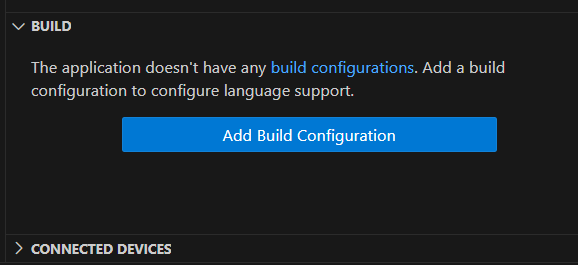 BUILD
The application doesn't have any build configurations. Add a build
configuration to configure language support.
Add Build Configuration
CONNECTED DEVICES